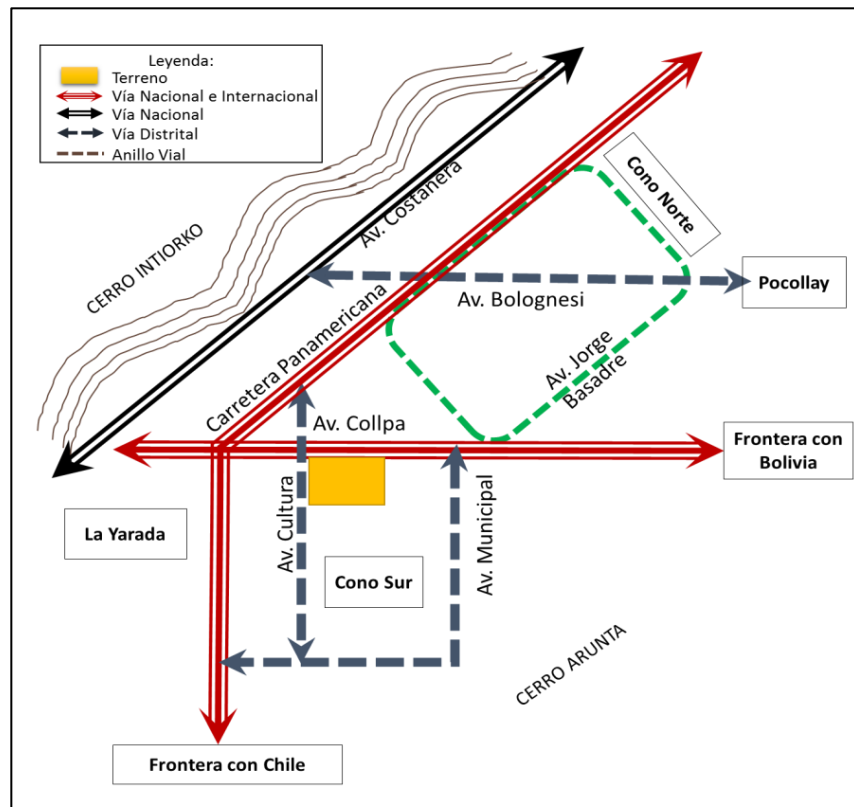 Leyenda:
Terreno
Vía Nacional e Internacional
Vía Nacional
Vía Distrital
Anillo Vial
CERRO INTIORKO
Av. Costanera
Cono Norte
Carretera Panamericana
Av. Bolognesi
Pocollay
Av. Jorge
Basadre
Av. Collpa
Frontera con
Bolivia
La Yarada
Av. Cultura
Cono Sur
Av. Municipal
CERRO ARUNTA
Frontera con Chile